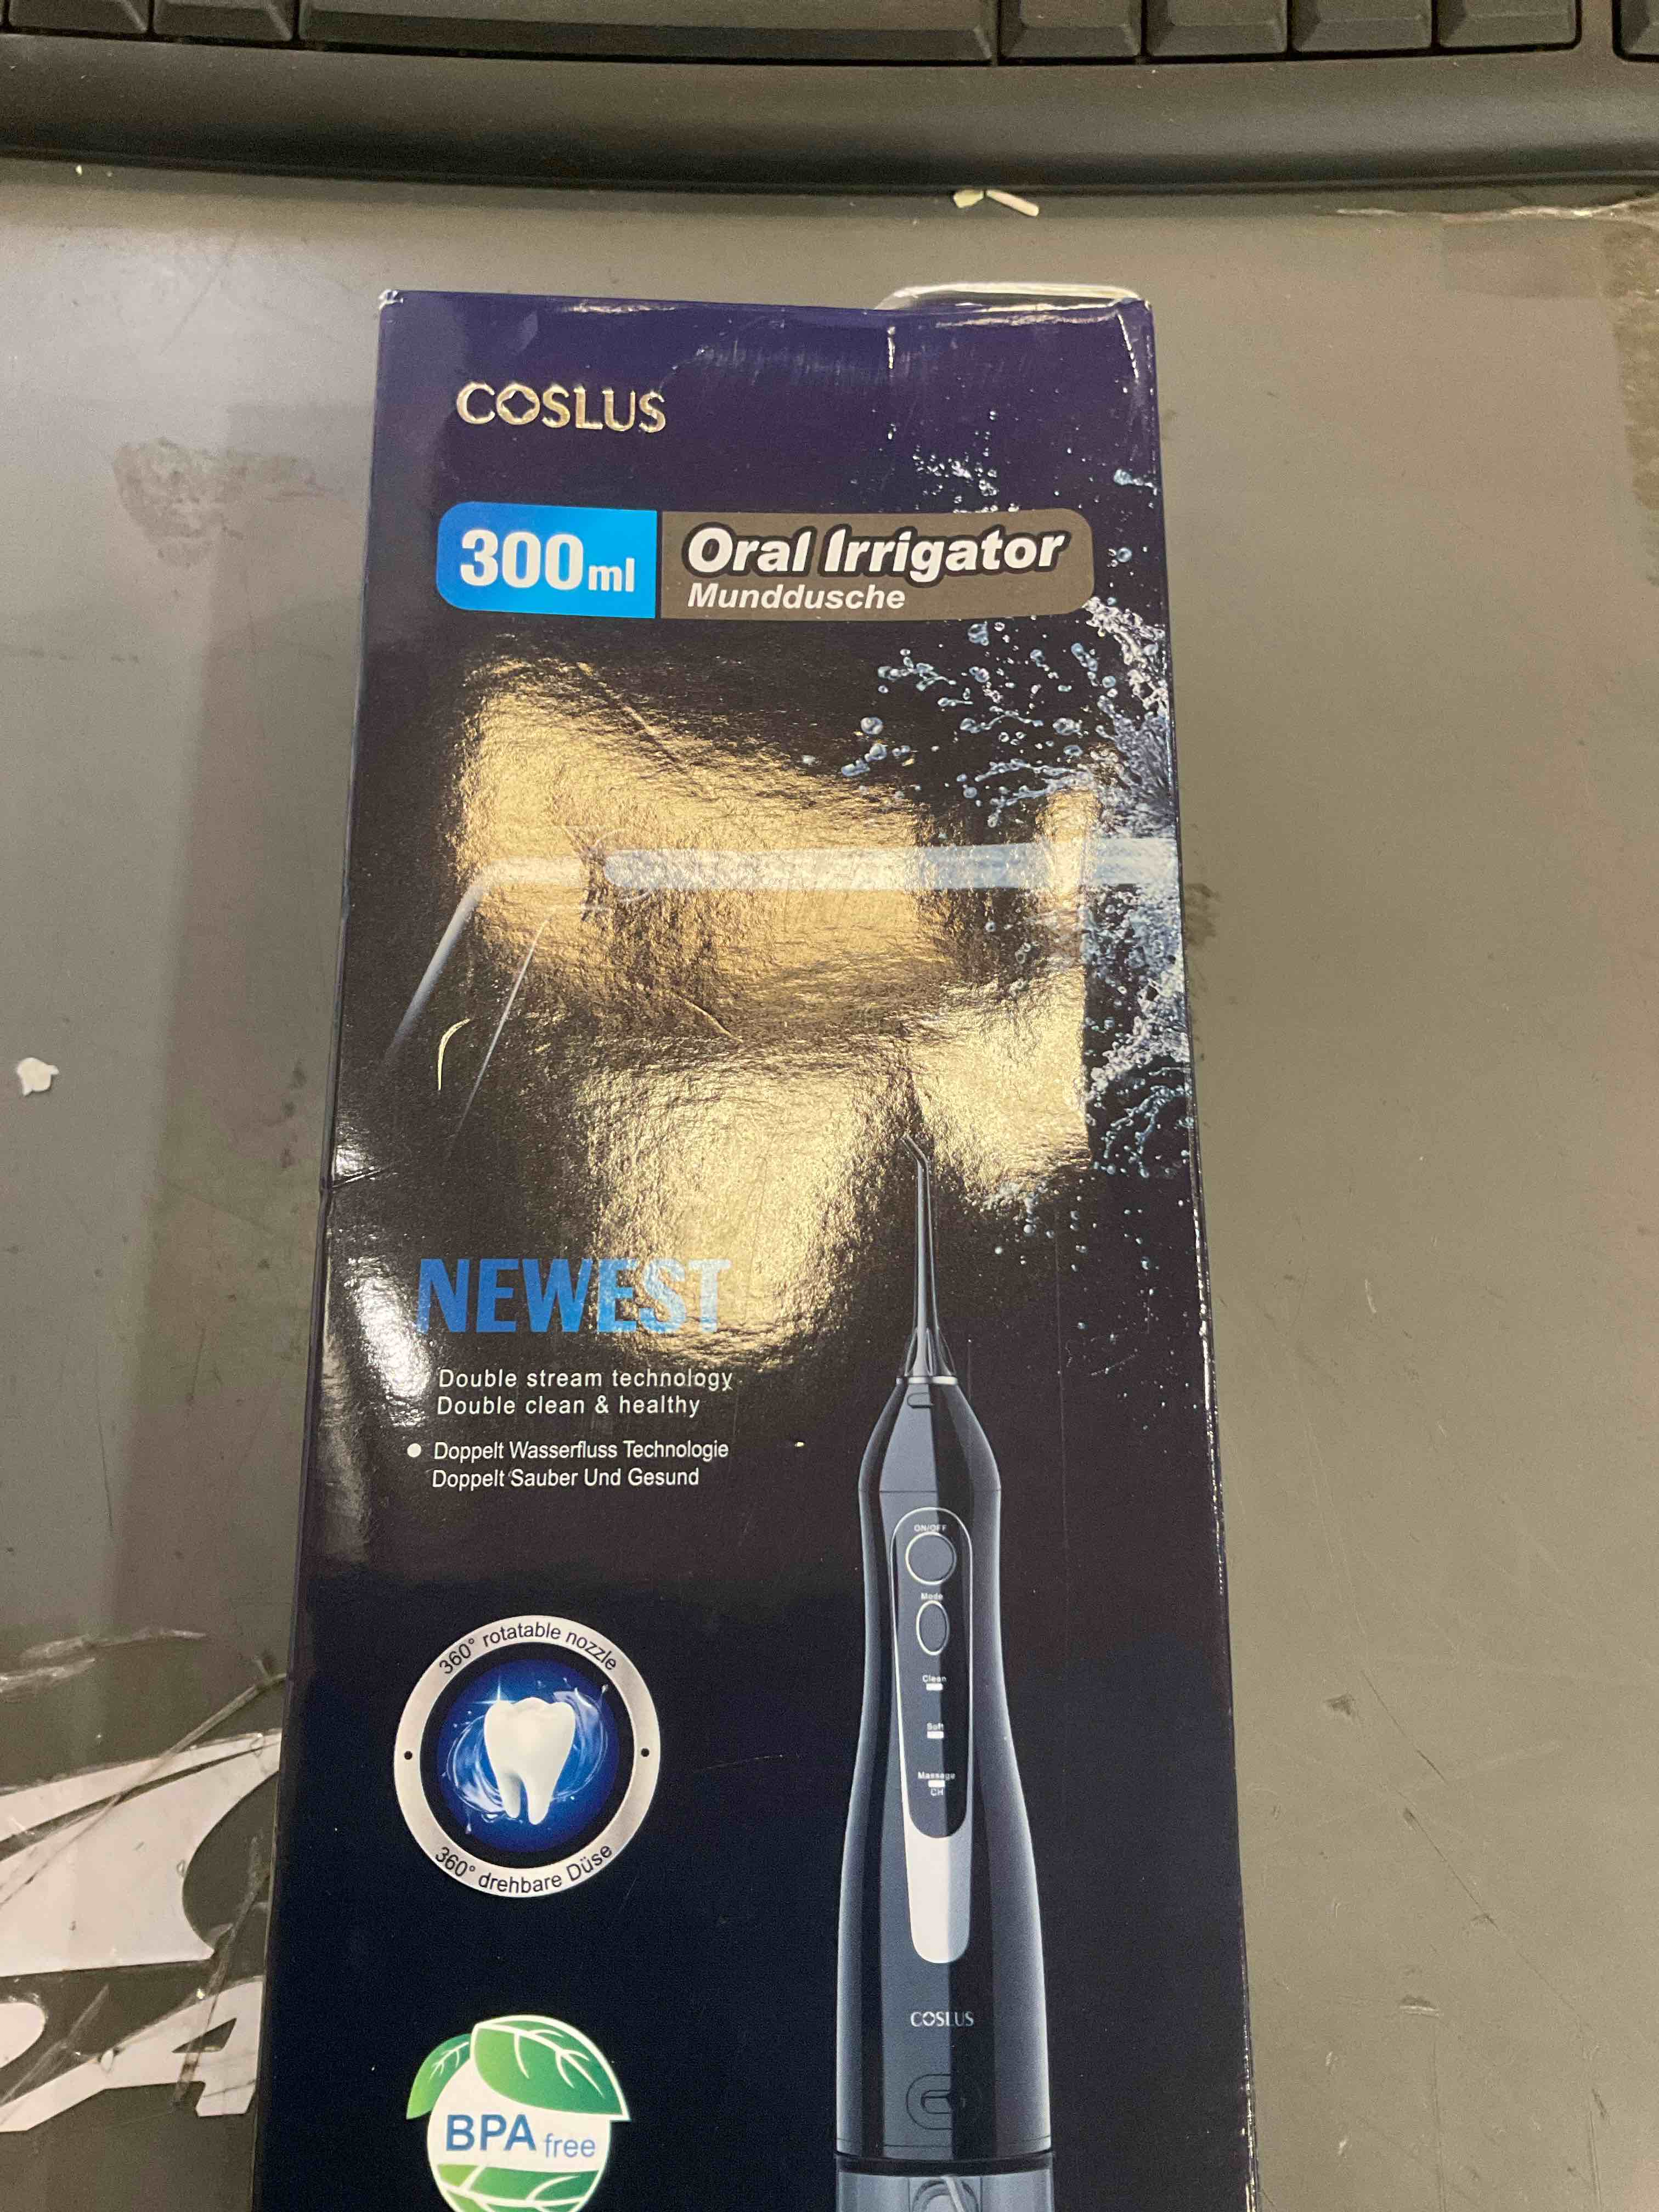 COSLUS
300ml
Oral Irrigator
Munddusche
NEWEST
Double stream technology
Double clean & healthy
Doppelt Wasserfluss Technologie
Doppelt Sauber Und Gesund
ON/OFF
Mode
Clean
Soft
Massage
CH
360° rotatable nozzle
360° drehbare Düse
COSLUS
BPA free